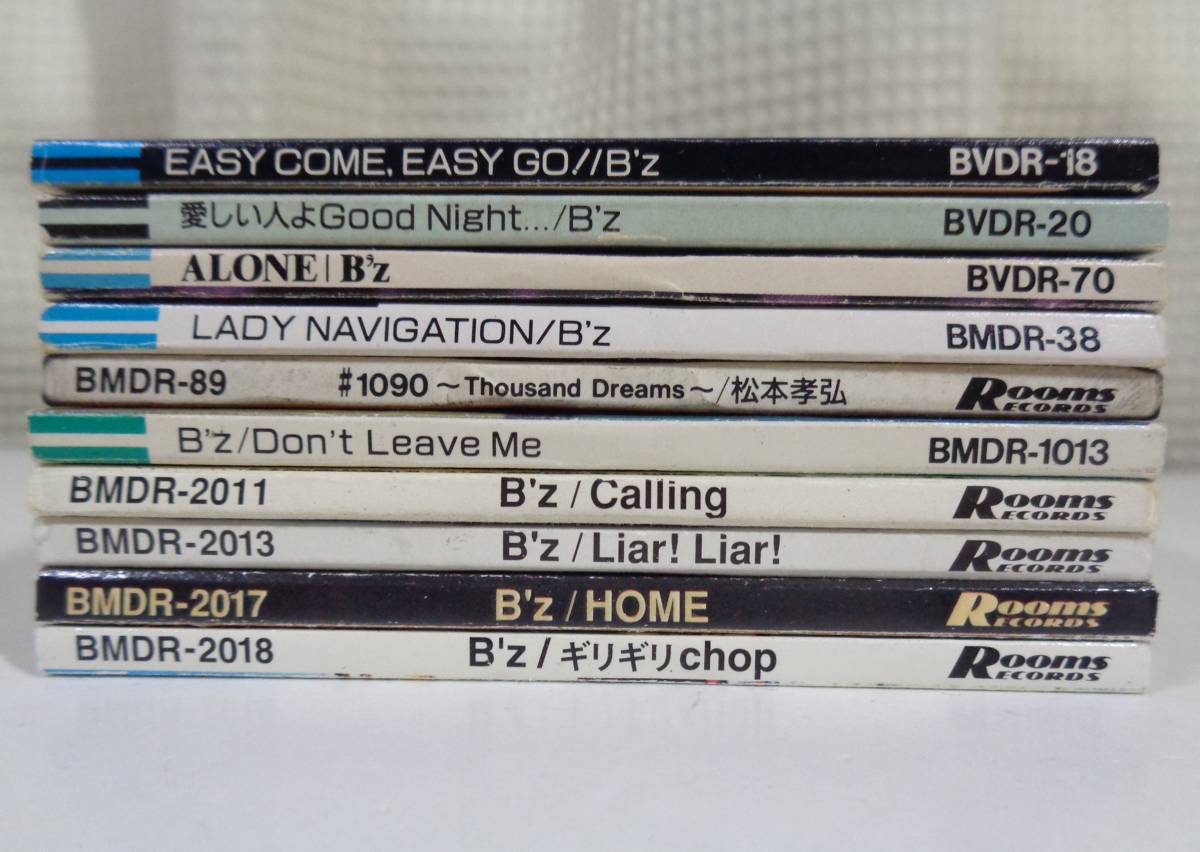 EASY COME, EASY GO!/B'z BVDR-18
愛しい人よGood Night.../B'z BVDR-20
ALONE | B'z BVDR-70
LADY NAVIGATION/B'z BMDR-38
BMDR-89 #1090 ~Thousand Dreams~/松本孝弘 ROOMS RECORDS
B'z/Don't Leave Me BMDR-1013
BMDR-2011 B'z / Calling ROOMS RECORDS
BMDR-2013 B'z / Liar! Liar! ROOMS RECORDS
BMDR-2017 B'z / HOME ROOMS RECORDS
BMDR-2018 B'z / ギリギリchop ROOMS RECORDS